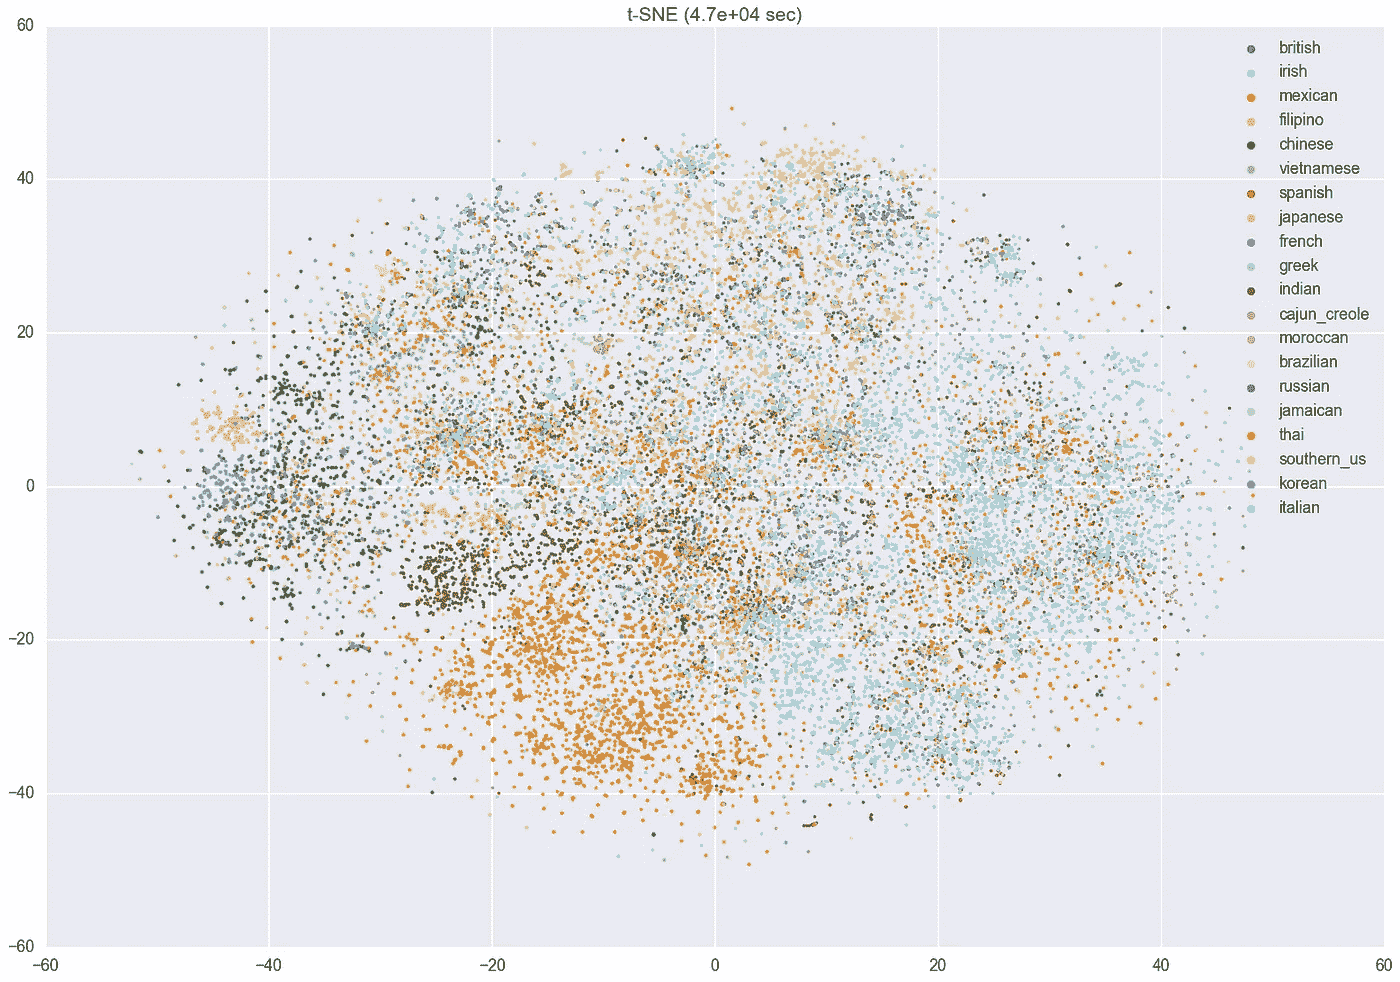 t-SNE (4.7e+04 sec)
60
40
20
0
−20
−40
−60
−60
−40
−20
0
20
40
60
british
irish
mexican
filipino
chinese
vietnamese
spanish
japanese
french
greek
indian
cajun_creole
moroccan
brazilian
russian
jamaican
thai
southern_us
korean
italian